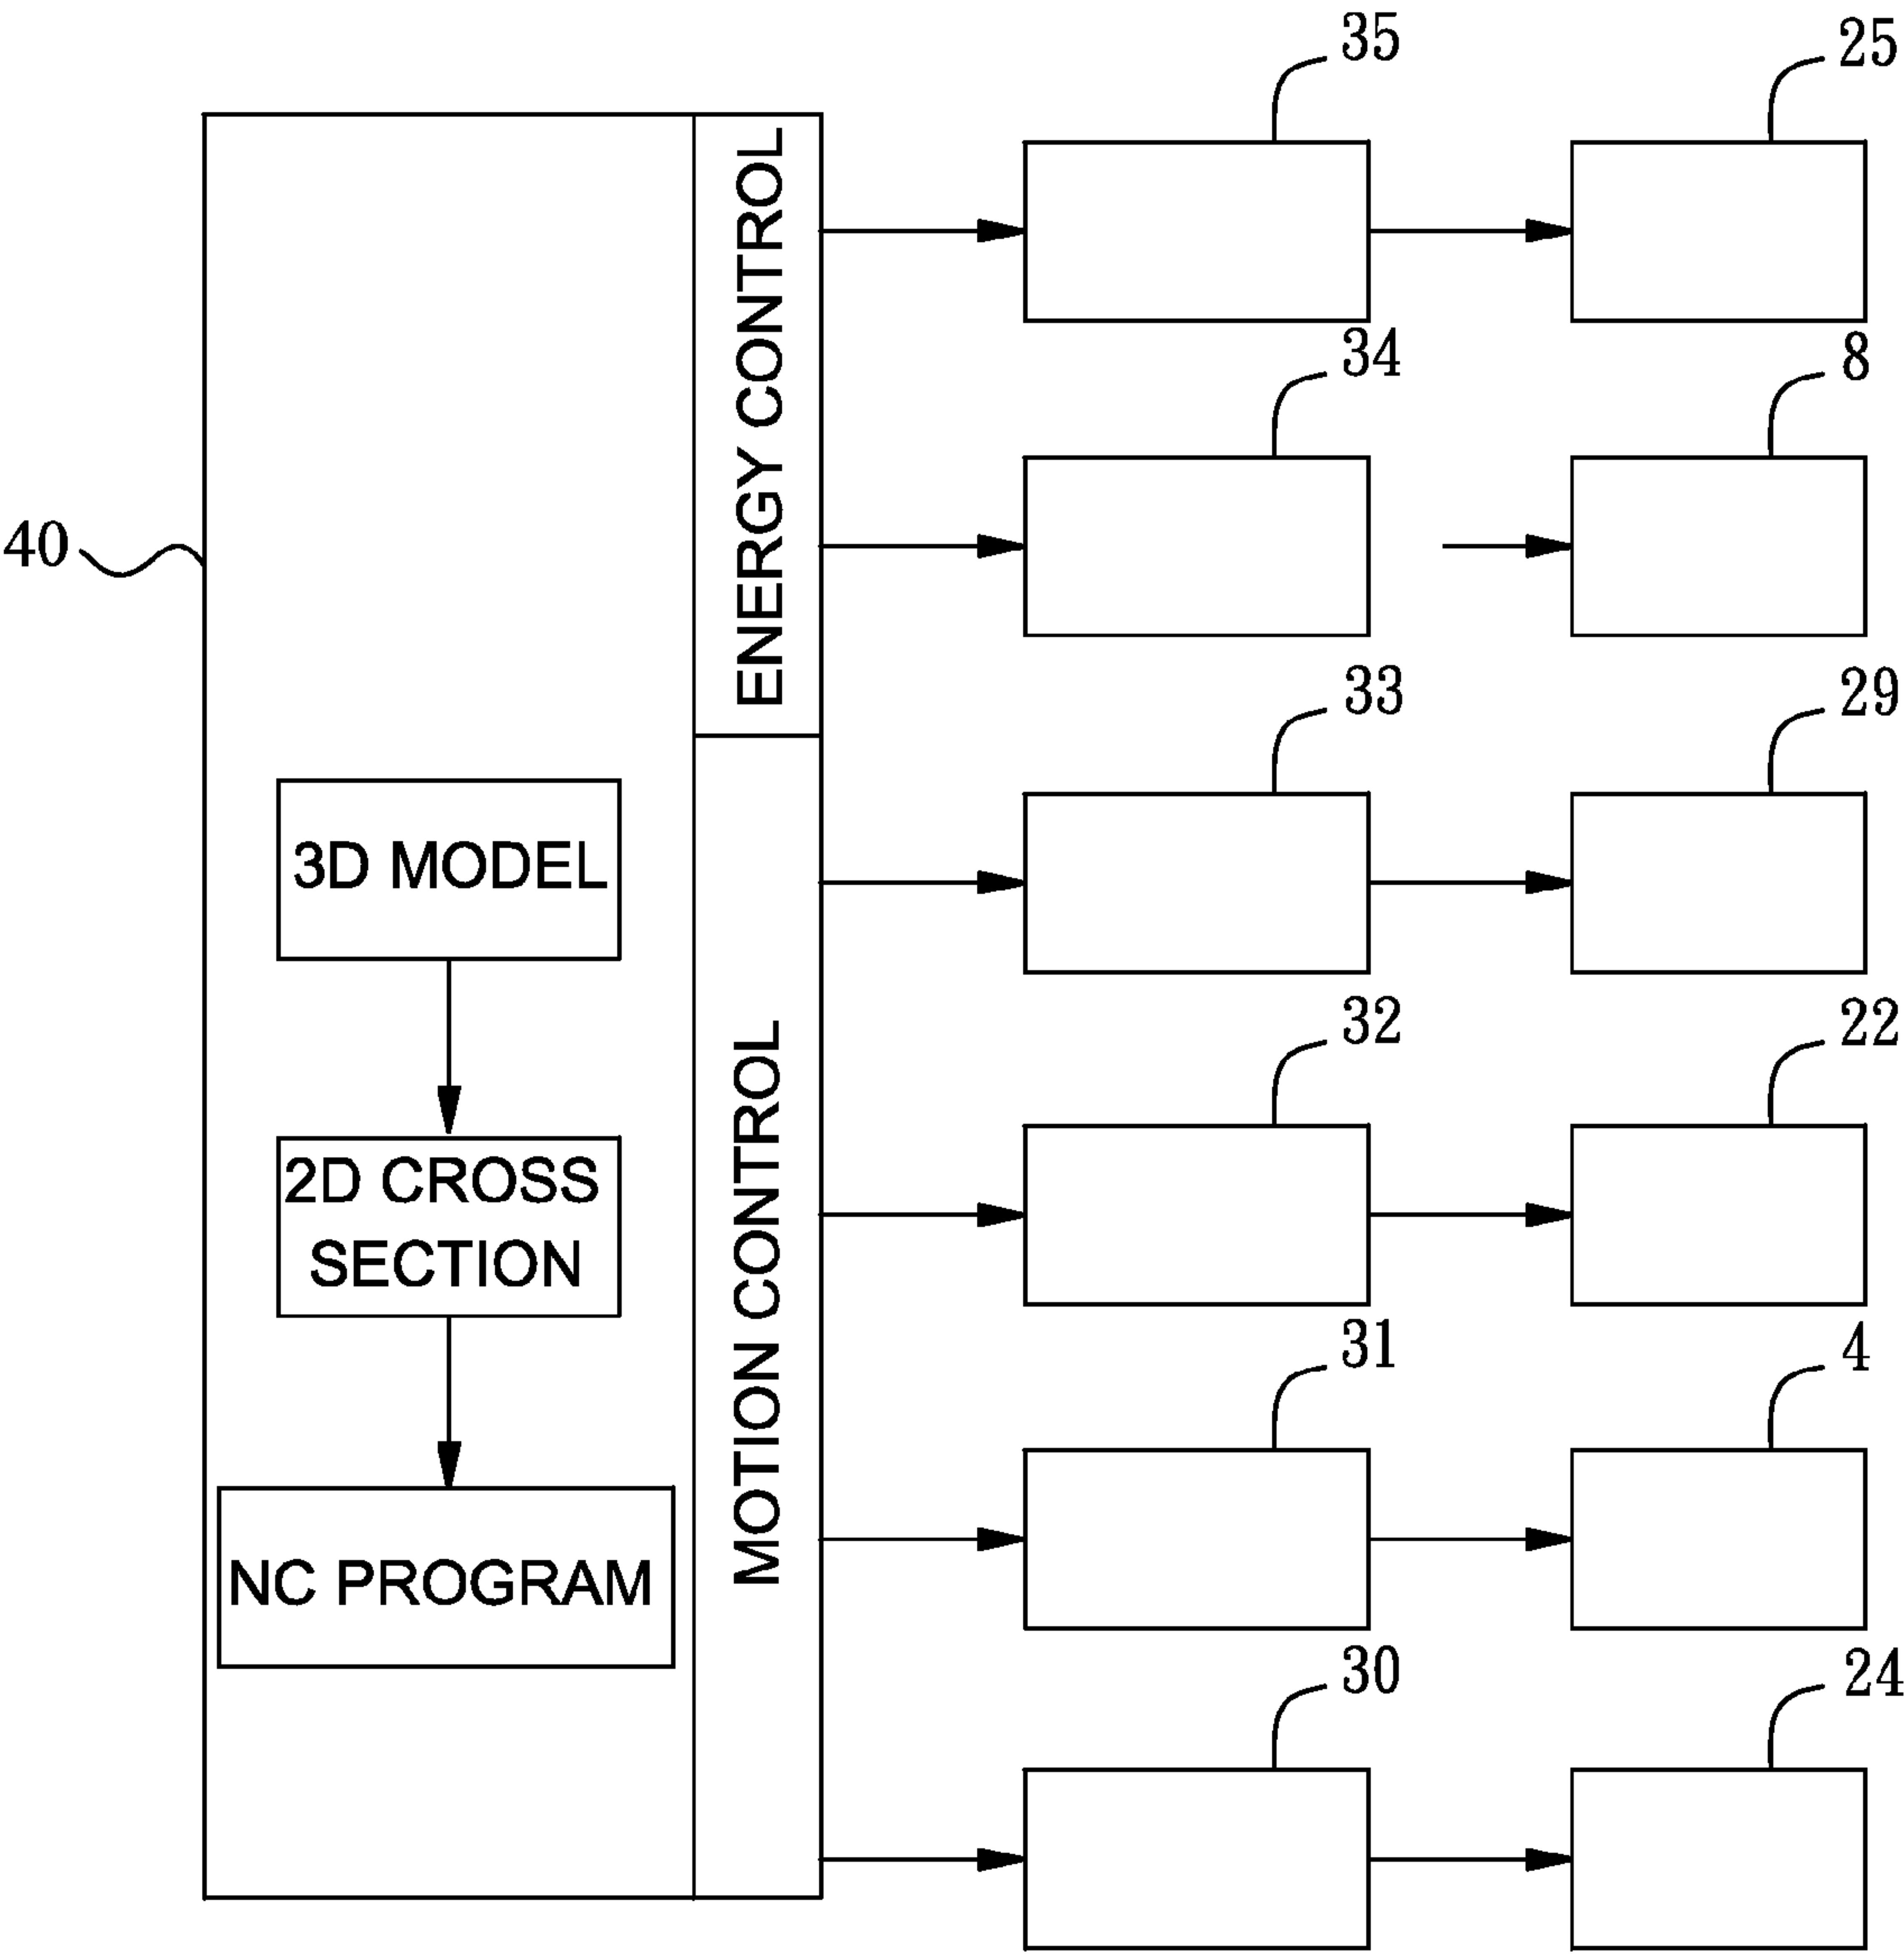 35
25
ENERGY CONTROL
34
8
40
33
29
3D MODEL
32
22
MOTION CONTROL
2D CROSS
SECTION
31
4
NC PROGRAM
30
24